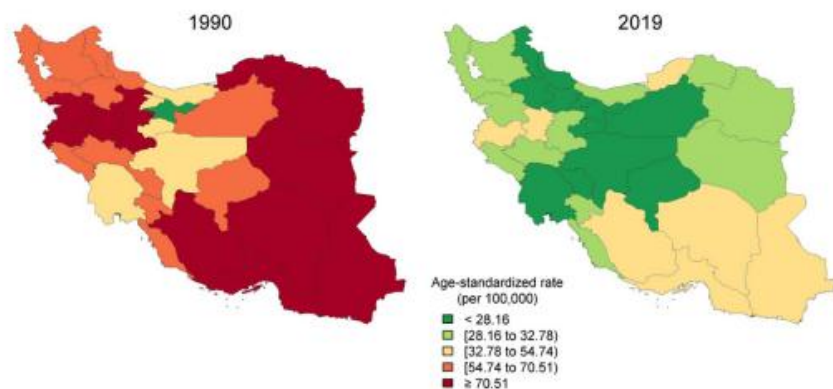 1990
2019
Age-standardized rate
(per 100,000)
< 28.16
[28.16 to 32.78)
[32.78 to 54.74)
[54.74 to 70.51)
≥ 70.51